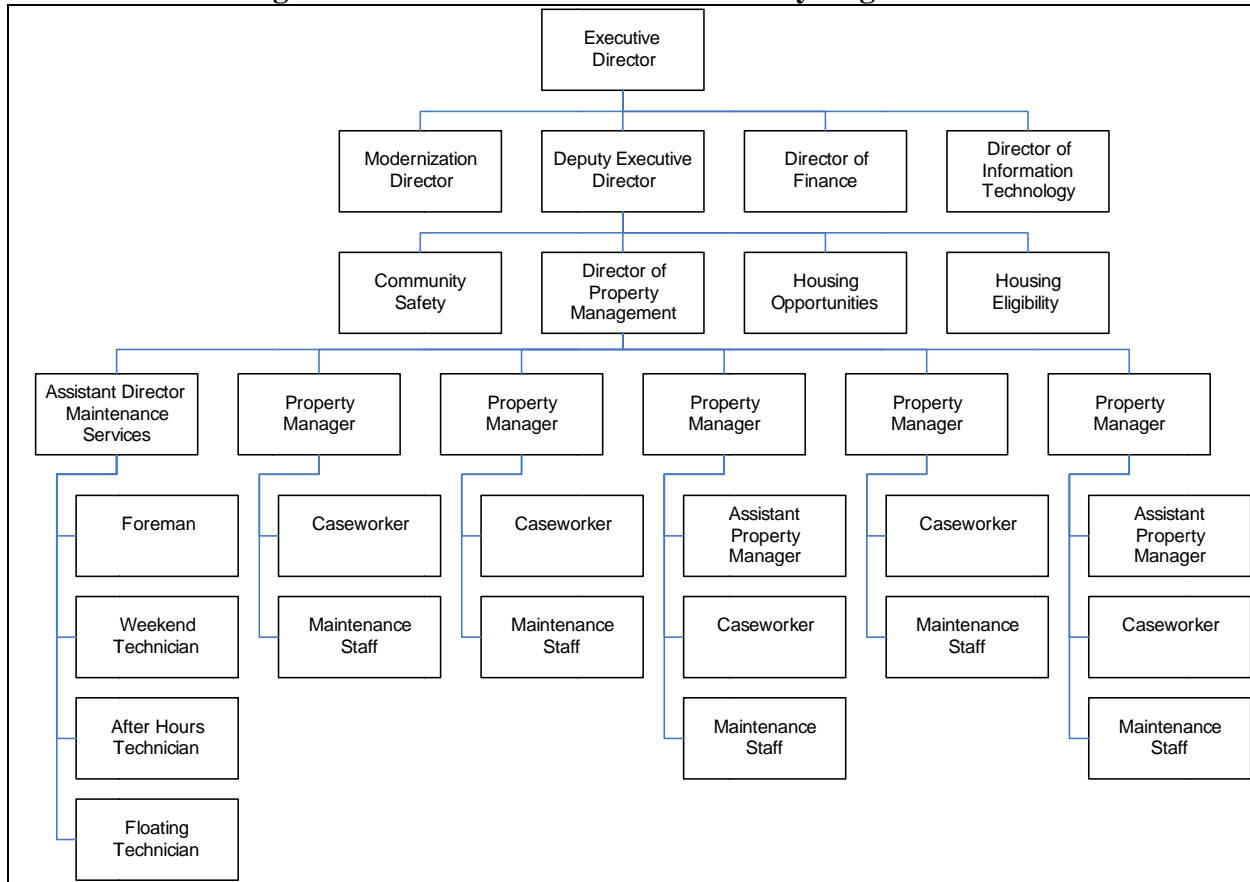 Executive
Director
Modernization
Director
Deputy Executive
Director
Director of
Finance
Director of
Information
Technology
Community
Safety
Director of
Property
Management
Housing
Opportunities
Housing
Eligibility
Assistant Director
Maintenance
Services
Property
Manager
Property
Manager
Property
Manager
Property
Manager
Property
Manager
Foreman
Weekend
Technician
After Hours
Technician
Floating
Technician
Caseworker
Maintenance
Staff
Caseworker
Maintenance
Staff
Assistant
Property
Manager
Caseworker
Maintenance
Staff
Caseworker
Maintenance
Staff
Assistant
Property
Manager
Caseworker
Maintenance
Staff